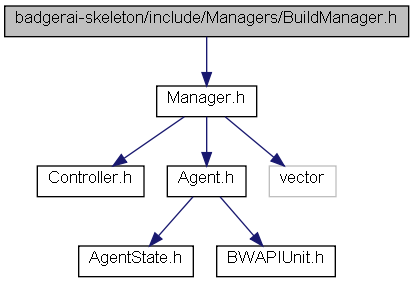 badgerai-skeleton/include/Managers/BuildManager.h
Manager.h
Controller.h
Agent.h
vector
AgentState.h
BWAPIUnit.h